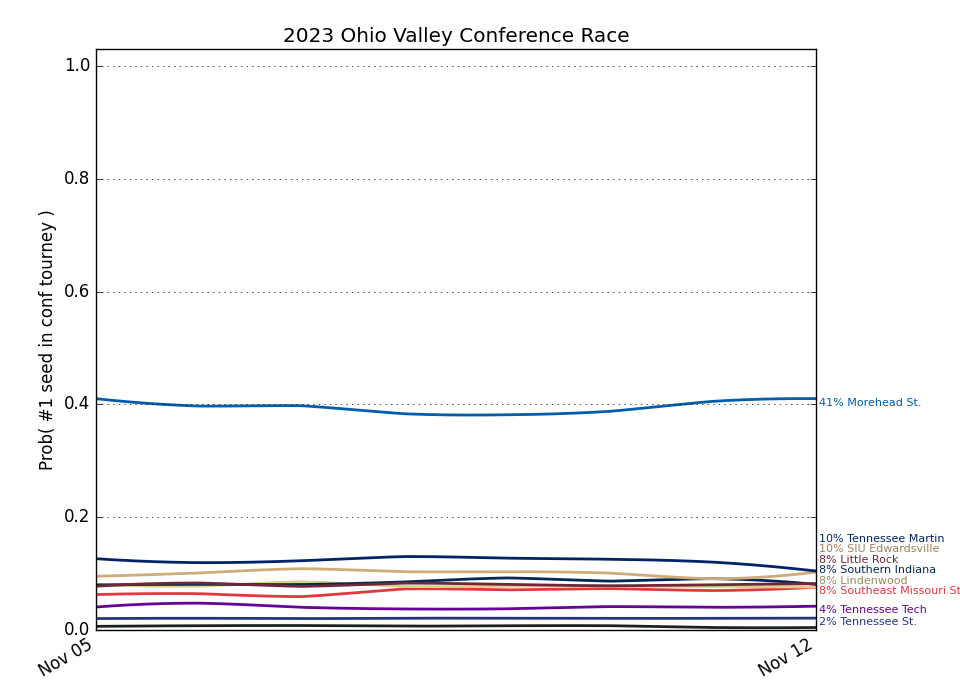 2023 Ohio Valley Conference Race
Prob( #1 seed in conf tourney )
1.0
0.8
0.6
0.4
0.2
0.0
Nov 05
Nov 12
41% Morehead St.
10% Tennessee Martin
10% SIU Edwardsville
8% Little Rock
8% Southern Indiana
8% Lindenwood
8% Southeast Missouri St
4% Tennessee Tech
2% Tennessee St.